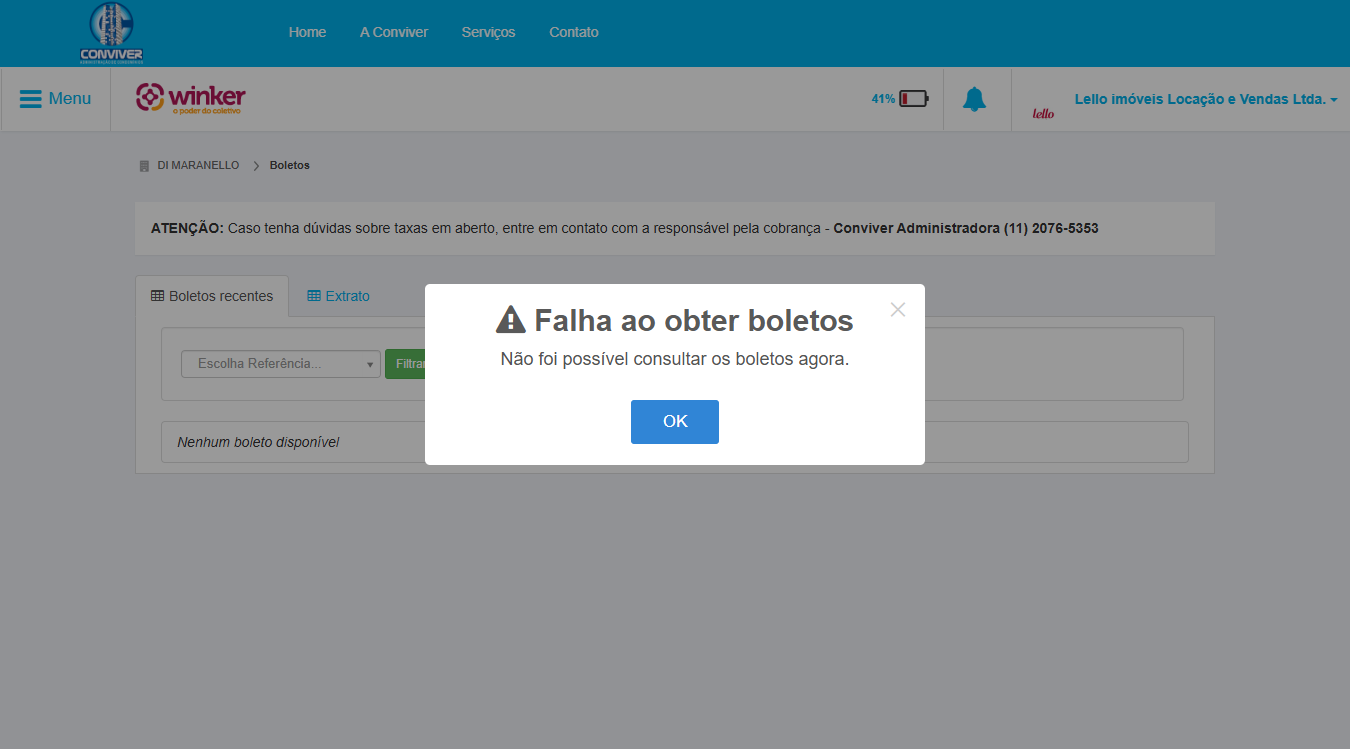 Home A Conviver Serviços Contato
CONVIVER
Menu
winker
o poder do coletivo
41%
lello
Lello imóveis Locação e Vendas Ltda.
DI MARANELLO > Boletos
ATENÇÃO: Caso tenha dúvidas sobre taxas em aberto, entre em contato com a responsável pela cobrança - Conviver Administradora (11) 2076-5353
Boletos recentes
Extrato
Falha ao obter boletos
Não foi possível consultar os boletos agora.
OK
Escolha Referência...
Filtrar
Nenhum boleto disponível